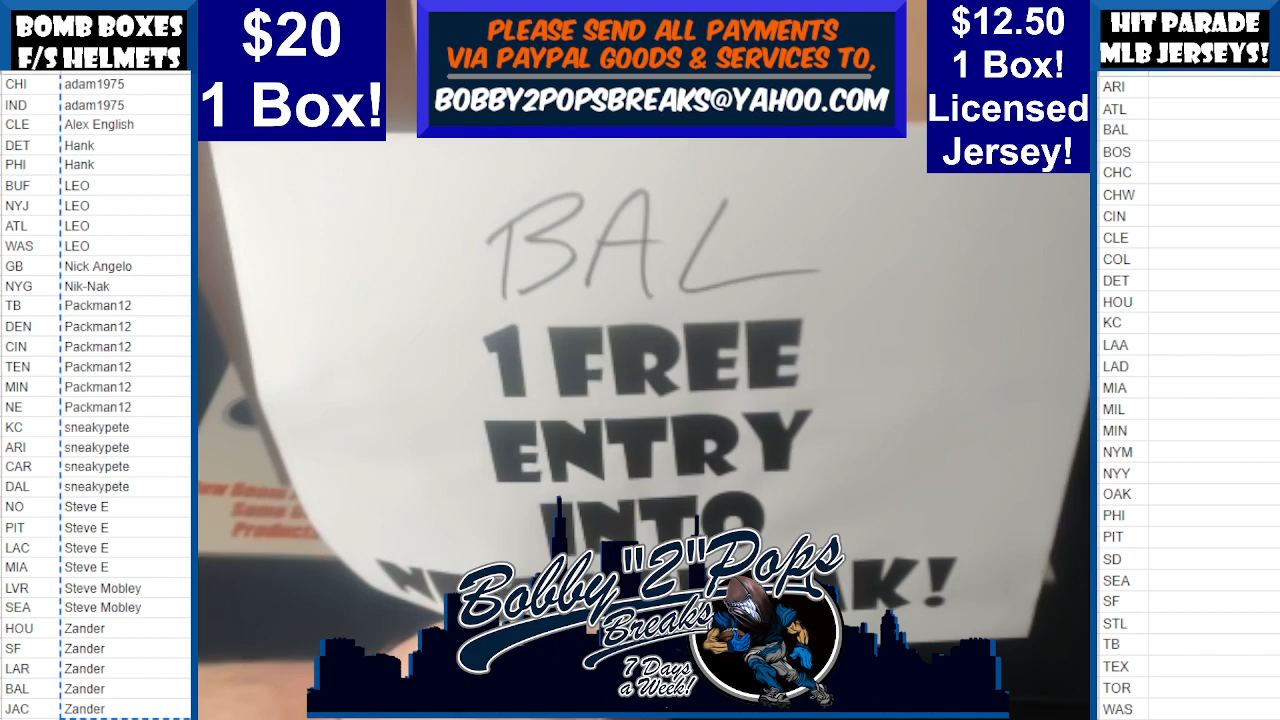 BOMB BOXES
F/S HELMETS
CHI adam1975
IND adam1975
CLE Alex English
DET Hank
PHI Hank
BUF LEO
NYJ LEO
ATL LEO
WAS LEO
GB Nick Angelo
NYG Nik-Nak
TB Packman12
DEN Packman12
CIN Packman12
TEN Packman12
MIN Packman12
NE Packman12
KC sneakypete
ARI sneakypete
CAR sneakypete
DAL sneakypete
NO Steve E
PIT Steve E
LAC Steve E
MIA Steve E
LVR Steve Mobley
SEA Steve Mobley
HOU Zander
SF Zander
LAR Zander
BAL Zander
JAC Zander
$20
1 Box!
PLEASE SEND ALL PAYMENTS
VIA PAYPAL GOODS & SERVICES TO,
BOBBY2POPSBREAKS@YAHOO.COM
BAL
1 FREE
ENTRY
INTO
Bobby "2" Pops
Breaks
7 Days
a Week!
$12.50
1 Box!
Licensed
Jersey!
HIT PARADE
MLB JERSEYS!
ARI
ATL
BAL
BOS
CHC
CHW
CIN
CLE
COL
DET
HOU
KC
LAA
LAD
MIA
MIL
MIN
NYM
NYY
OAK
PHI
PIT
SD
SEA
SF
STL
TB
TEX
TOR
WAS